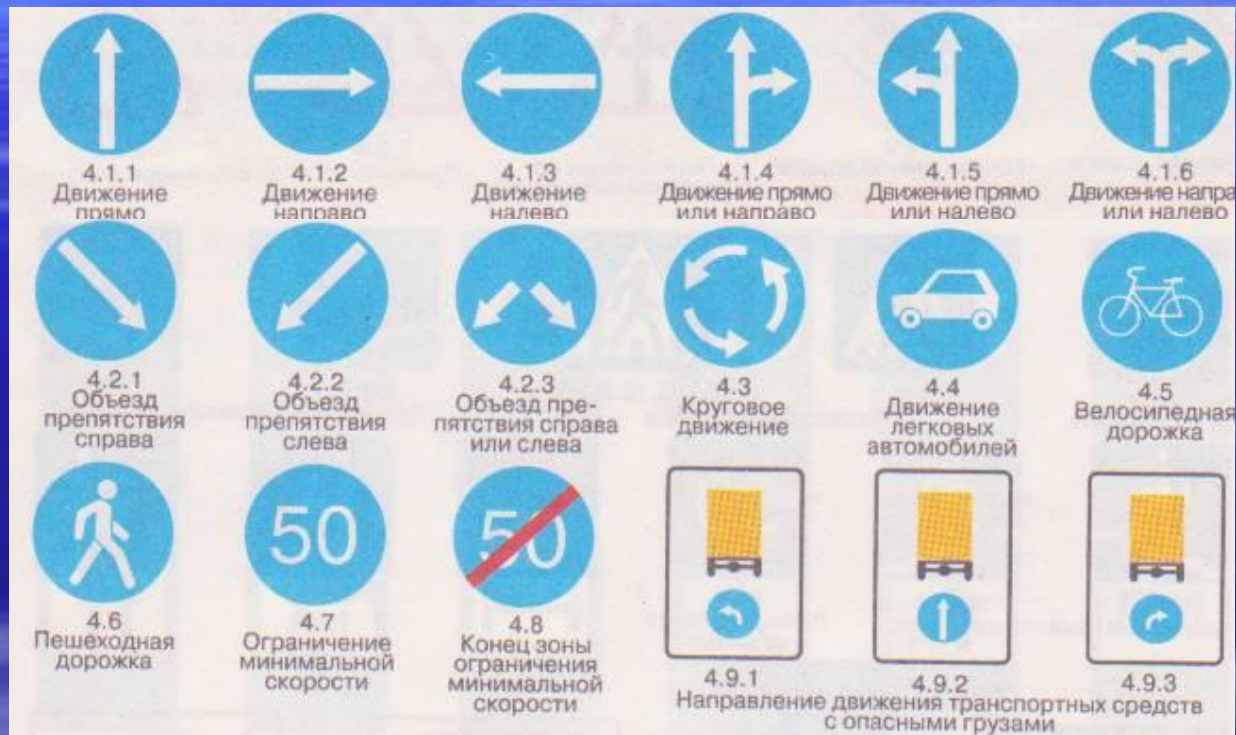 4.1.1
Движение
прямо
4.1.2
Движение
направо
4.1.3
Движение
налево
4.1.4
Движение прямо
или направо
4.1.5
Движение прямо
или налево
4.1.6
Движение напра
или налево
4.2.1
Объезд
препятствия
справа
4.2.2
Объезд
препятствия
слева
4.2.3
Объезд пре-
пятствия справа
или слева
4.3
Круговое
движение
4.4
Движение
легковых
автомобилей
4.5
Велосипедная
дорожка
4.6
Пешеходная
дорожка
50
4.7
Ограничение
минимальной
скорости
50
4.8
Конец зоны
ограничения
минимальной
скорости
4.9.1
4.9.2
4.9.3
Направление движения транспортных средств
с опасными грузами